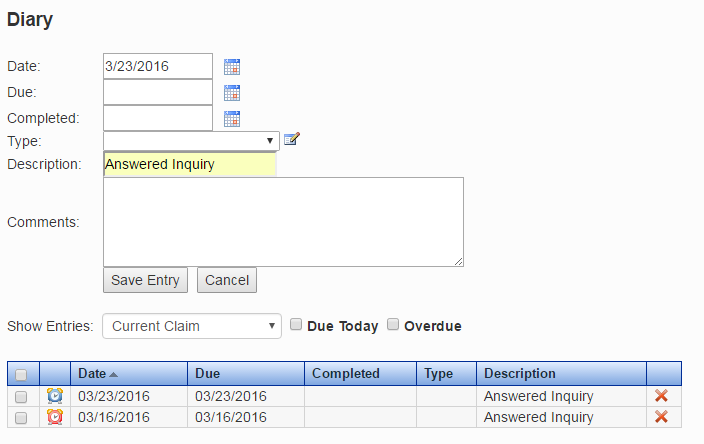 Diary
Date: 3/23/2016
Due:
Completed:
Type:
Description: Answered Inquiry
Comments:
Save Entry Cancel
Show Entries: Current Claim Due Today Overdue
Date Due Completed Type Description
03/23/2016 03/23/2016 Answered Inquiry
03/16/2016 03/16/2016 Answered Inquiry